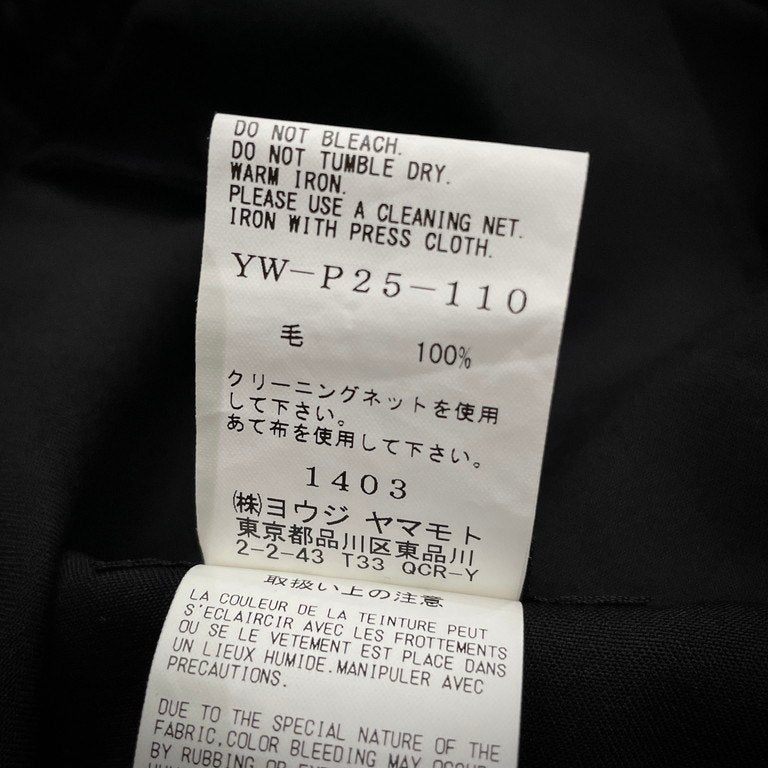 DO NOT BLEACH.
DO NOT TUMBLE DRY.
WARM IRON.
PLEASE USE A CLEANING NET.
IRON WITH PRESS CLOTH.
YW-P25-110
毛 100%
クリーニングネットを使用
して下さい。
あて布を使用して下さい。
1403
㈱ヨウジ ヤマモト
東京都品川区東品川
2-2-43 T33 QCR-Y
取扱い上の注意
LA COULEUR DE LA TEINTURE PEUT
S'ECLAIRCIR AVEC LES FROTTEMENTS
OU SE LE VETEMENT EST PLACE DANS
UN LIEUX HUMIDE.MANIPULER AVEC
PRECAUTIONS.
DUE TO THE SPECIAL NATURE OF THE
FABRIC,COLOR BLEEDING MAY OCCUR
BY RUBBING OR